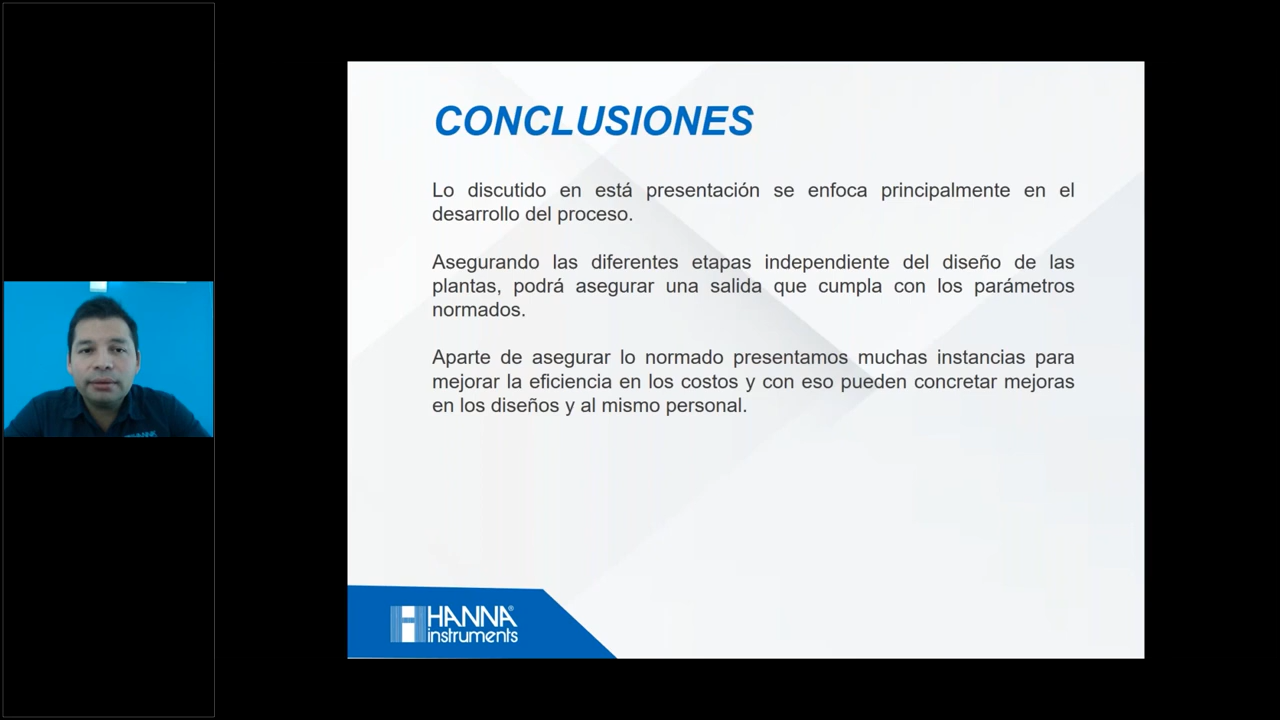 CONCLUSIONES
Lo discutido en está presentación se enfoca principalmente en el
desarrollo del proceso.
Asegurando las diferentes etapas independiente del diseño de las
plantas, podrá asegurar una salida que cumpla con los parámetros
normados.
Aparte de asegurar lo normado presentamos muchas instancias para
mejorar la eficiencia en los costos y con eso pueden concretar mejoras
en los diseños y al mismo personal.
HANNA®
instruments